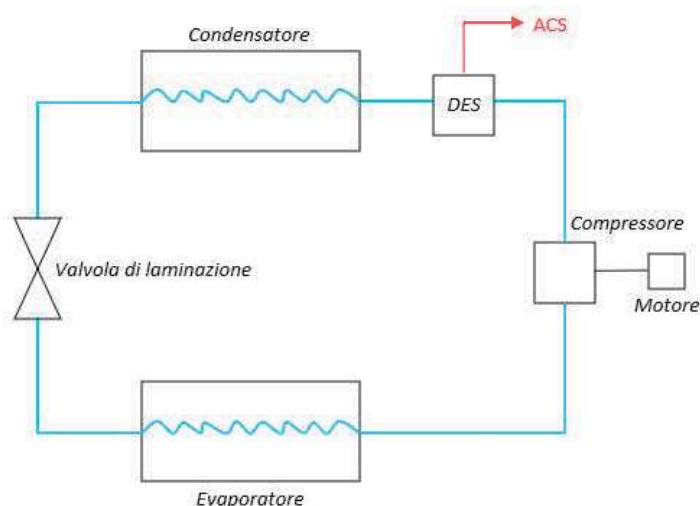 Condensatore
ACS
DES
Compressore
Valvola di laminazione
Motore
Evaporatore